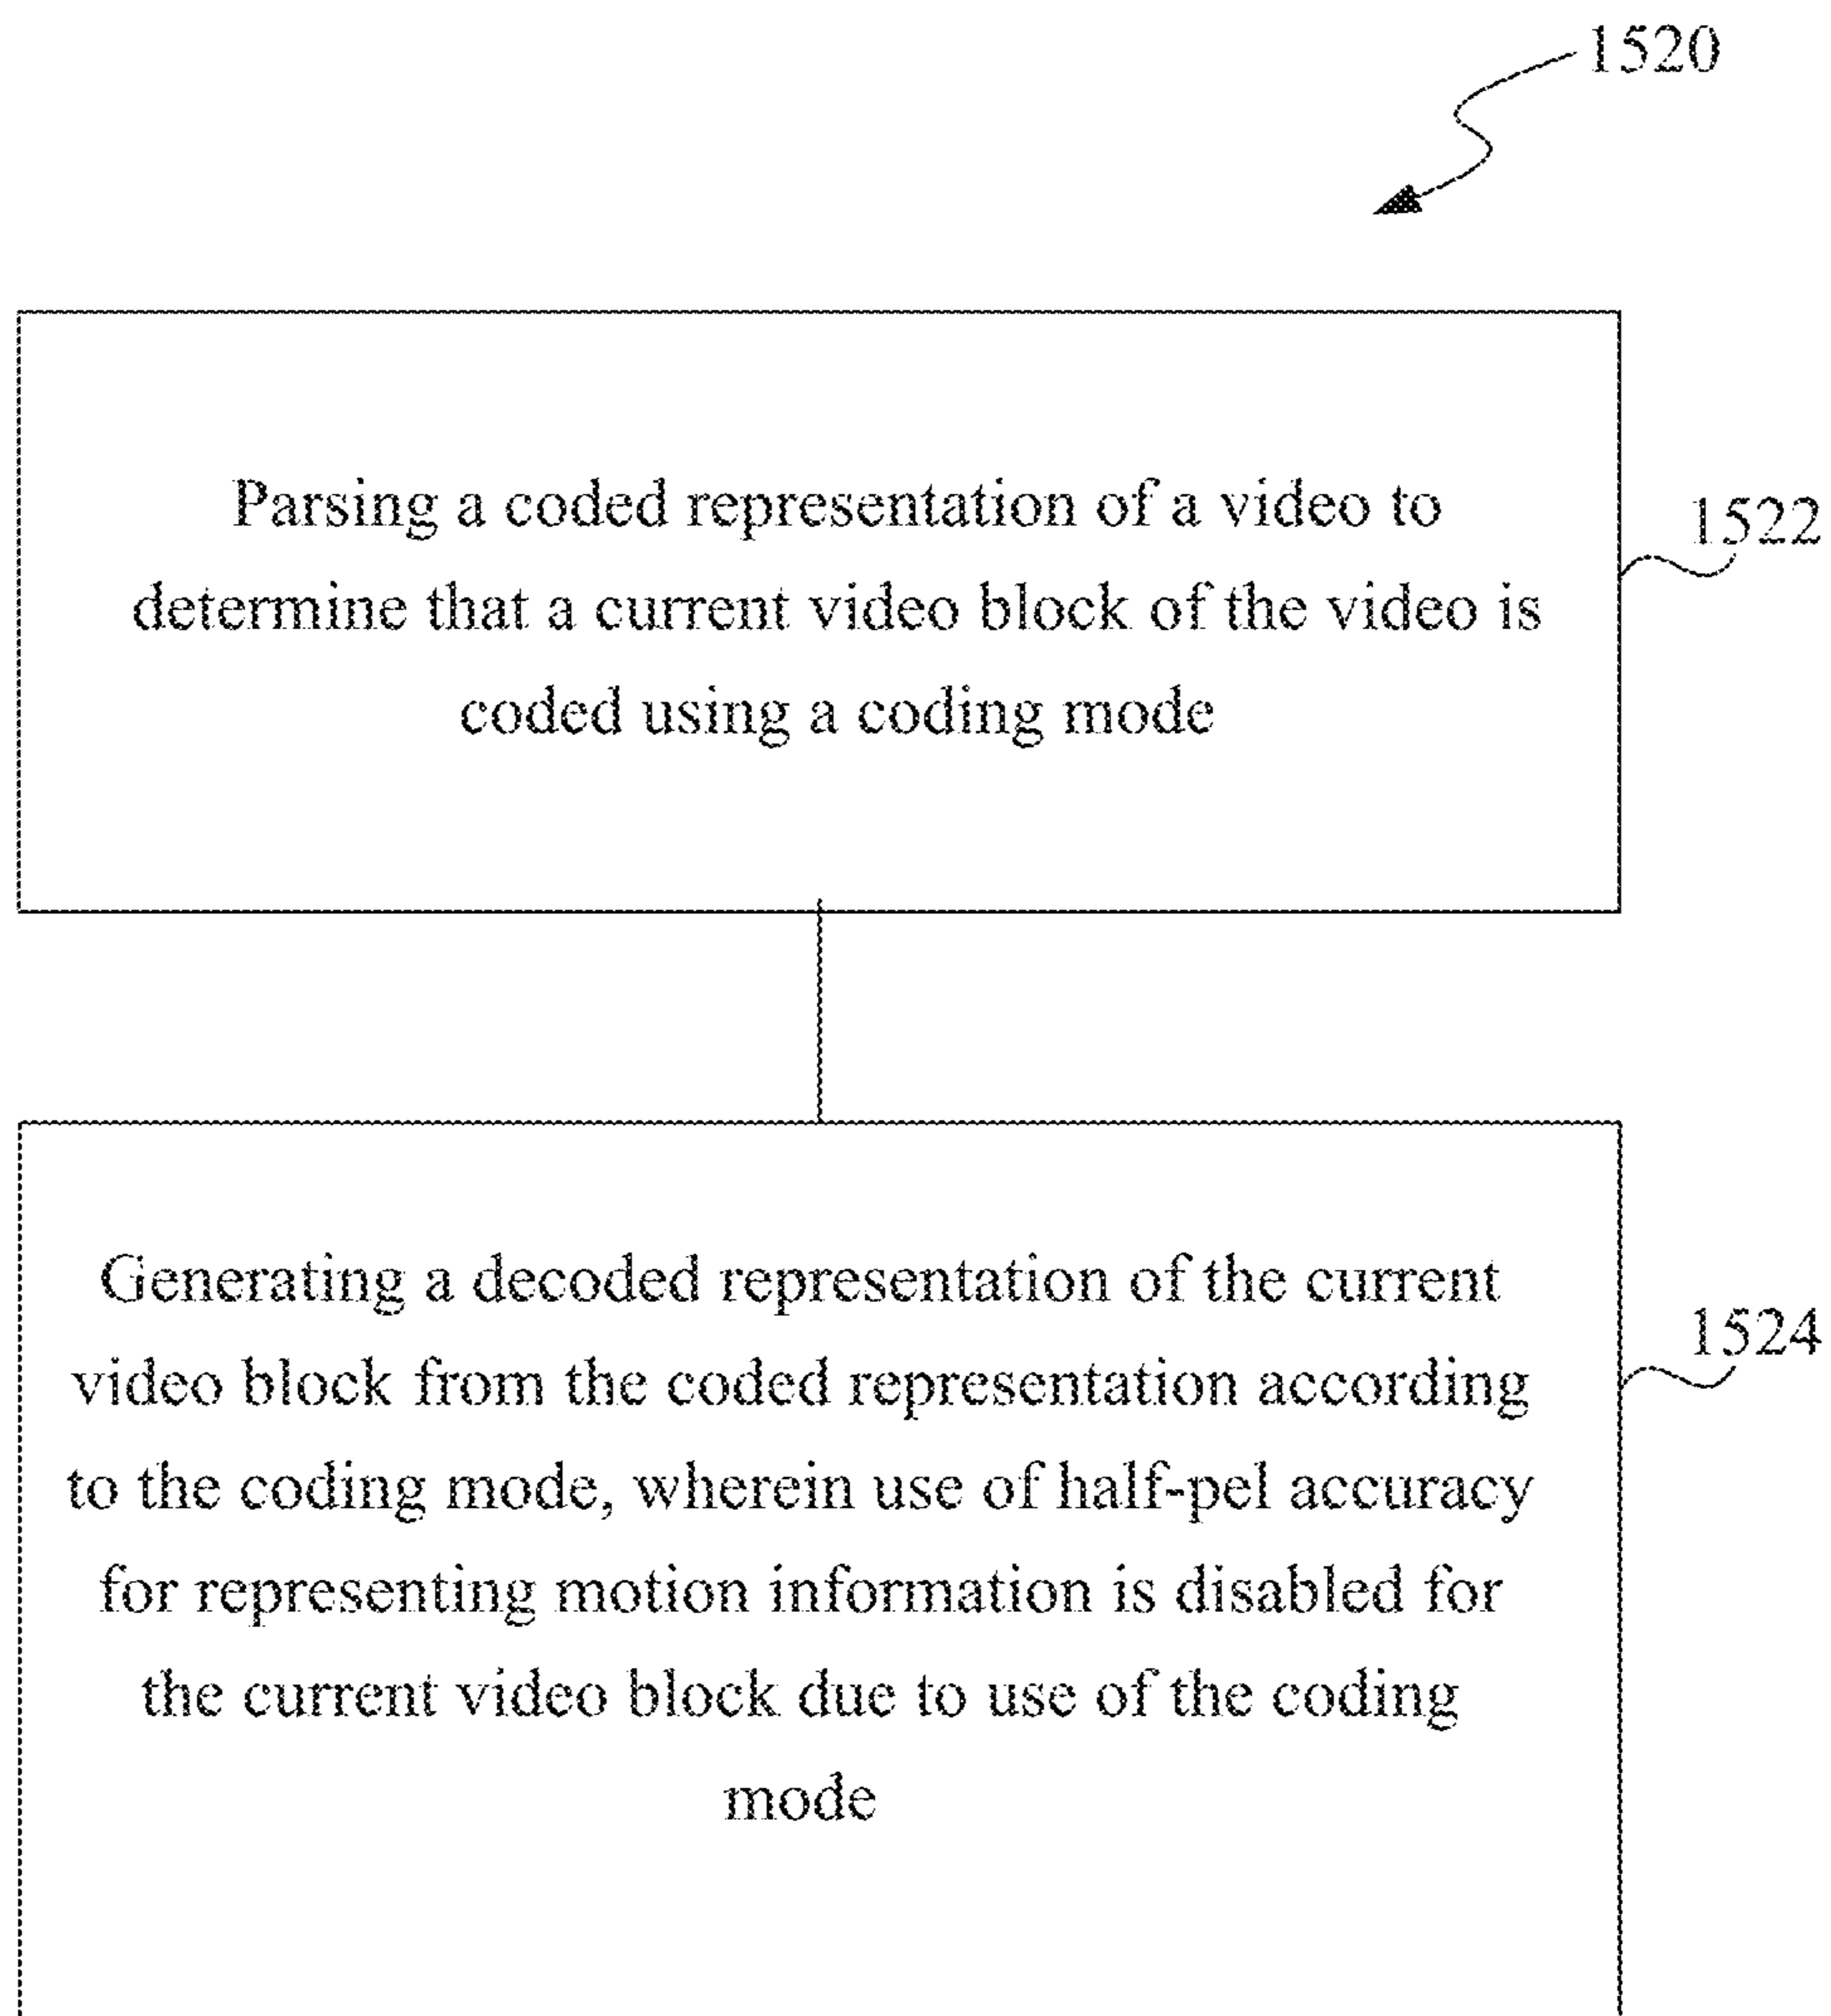 1520
Parsing a coded representation of a video to
determine that a current video block of the video is
coded using a coding mode
1522
Generating a decoded representation of the current
video block from the coded representation according
to the coding mode, wherein use of half-pel accuracy
for representing motion information is disabled for
the current video block due to use of the coding
mode
1524